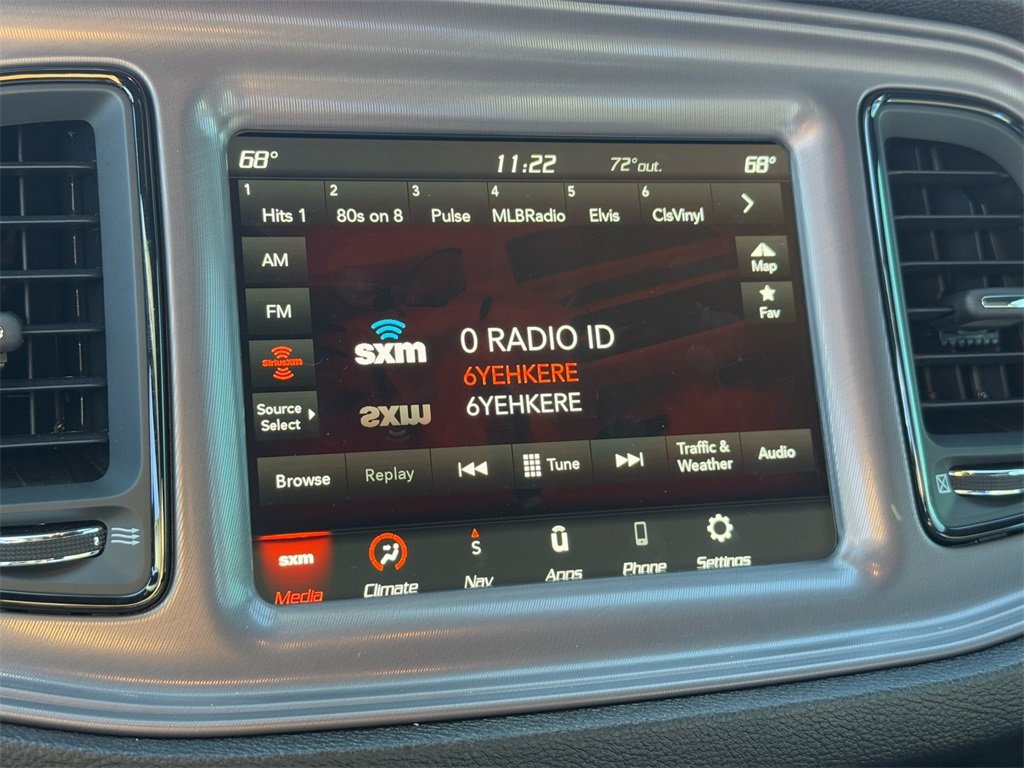 68° 11:22 72° out. 68°
1 2 3 4 5 6
Hits 1 80s on 8 Pulse MLBRadio Elvis ClsVinyl
AM
Map
FM
Fav
SiriusXM
sxm
0 RADIO ID
6YEHKERE
6YEHKERE
Source
Select
sxm
Browse Replay Tune
Traffic &
Weather
Audio
sxm
S
u
Media Climate Nav Apps Phone Settings